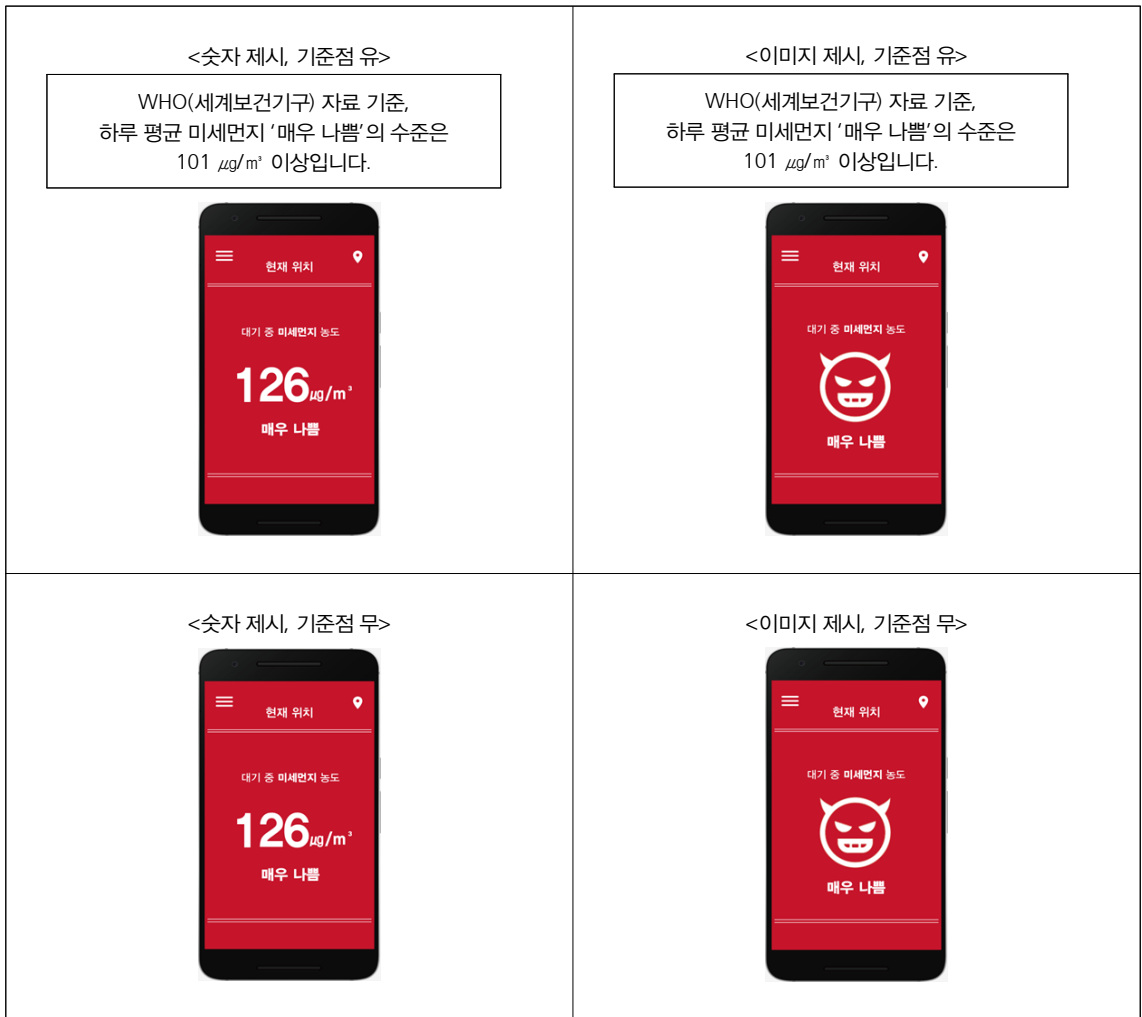 <숫자 제시, 기준점 유>
WHO(세계보건기구) 자료 기준,
하루 평균 미세먼지 ‘매우 나쁨’의 수준은
101 ㎍/㎥ 이상입니다.
현재 위치
대기 중 미세먼지 농도
126㎍/m³
매우 나쁨
<이미지 제시, 기준점 유>
WHO(세계보건기구) 자료 기준,
하루 평균 미세먼지 ‘매우 나쁨’의 수준은
101 ㎍/㎥ 이상입니다.
현재 위치
대기 중 미세먼지 농도
매우 나쁨
<숫자 제시, 기준점 무>
현재 위치
대기 중 미세먼지 농도
126㎍/m³
매우 나쁨
<이미지 제시, 기준점 무>
현재 위치
대기 중 미세먼지 농도
매우 나쁨